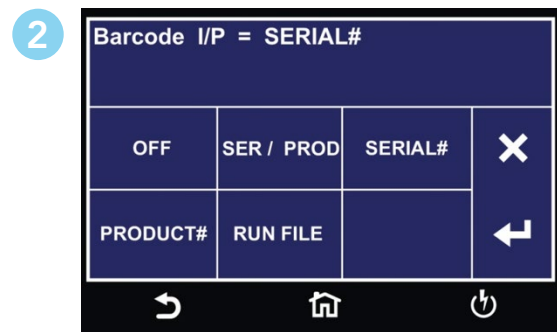 2
Barcode I/P = SERIAL#
OFF SER / PROD SERIAL#
PRODUCT# RUN FILE